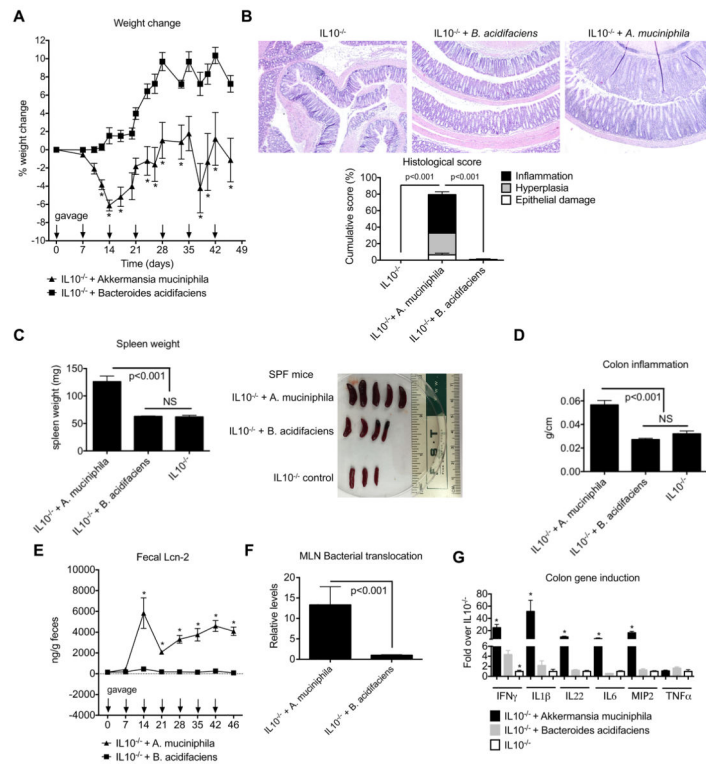 A
Weight change
% weight change
12
10
8
6
4
2
0
-2
-4
-6
-8
-10
-12
gavage
0 7 14 21 28 35 42 49
Time (days)
IL10-/- + Akkermansia muciniphila
IL10-/- + Bacteroides acidifaciens
B
IL10-/-
IL10-/- + B. acidifaciens
IL10-/- + A. muciniphila
Histological score
p<0.001
p<0.001
Inflammation
Hyperplasia
Epithelial damage
Cumulative score (%)
100
80
60
40
20
0
IL10-/-
IL10-/- + A. muciniphila
IL10-/- + B. acidifaciens
C
Spleen weight
p<0.001
NS
spleen weight (mg)
150
125
100
75
50
25
0
IL10-/- + A. muciniphila
IL10-/- + B. acidifaciens
IL10-/-
SPF mice
IL10-/- + A. muciniphila
IL10-/- + B. acidifaciens
IL10-/- control
F S T
D
Colon inflammation
p<0.001
NS
g/cm
0.06
0.04
0.02
0.00
IL10-/- + A. muciniphila
IL10-/- + B. acidifaciens
IL10-/-
E
Fecal Lcn-2
ng/g feces
10000
8000
6000
4000
2000
0
-2000
-4000
gavage
0 7 14 21 28 35 42 46
Time (days)
IL10-/- + A. muciniphila
IL10-/- + B. acidifaciens
F
MLN Bacterial translocation
p<0.001
Relative levels
20
15
10
5
0
IL10-/- + A. muciniphila
IL10-/- + B. acidifaciens
G
Colon gene induction
Fold over IL10-/-
80
60
40
20
6
4
2
0
IFNγ IL1β IL22 IL6 MIP2 TNFα
IL10-/- + Akkermansia muciniphila
IL10-/- + Bacteroides acidifaciens
IL10-/-